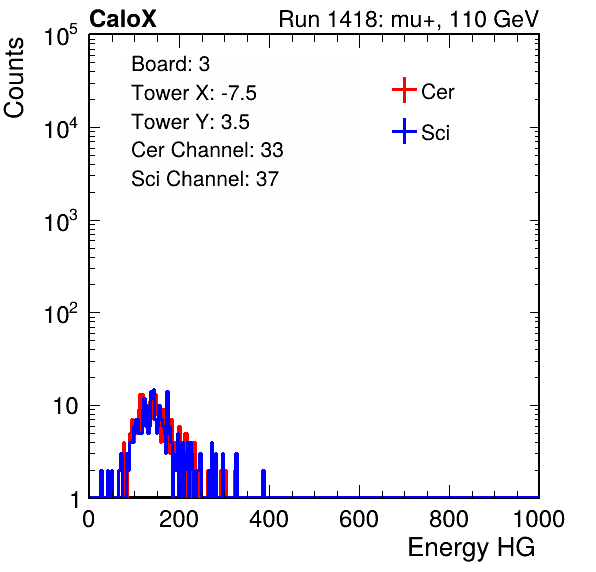 CaloX Run 1418: mu+, 110 GeV
Counts
Board: 3
Tower X: -7.5
Tower Y: 3.5
Cer Channel: 33
Sci Channel: 37
Cer
Sci
10^5
10^4
10^3
10^2
10
1
0 200 400 600 800 1000
Energy HG